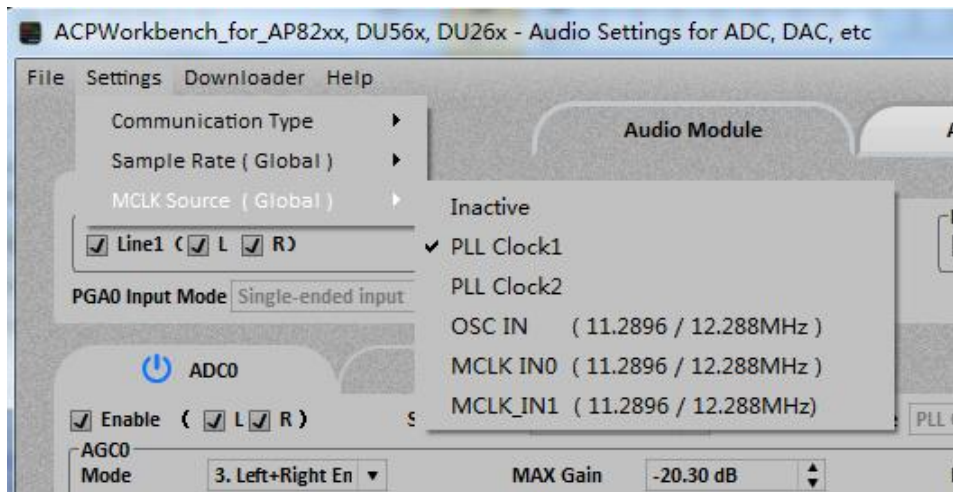 ACPWorkbench_for_AP82xx, DU56x, DU26x - Audio Settings for ADC, DAC, etc
File Settings Downloader Help
Communication Type
Audio Module
Sample Rate ( Global )
MCLK Source ( Global )
Inactive
Line1 ( L R )
PLL Clock1
PLL Clock2
PGA0 Input Mode Single-ended input
OSC IN ( 11.2896 / 12.288MHz )
MCLK IN0 ( 11.2896 / 12.288MHz )
ADC0
MCLK_IN1 ( 11.2896 / 12.288MHz)
Enable ( L R ) PLL
AGC0
Mode 3. Left+Right En MAX Gain -20.30 dB